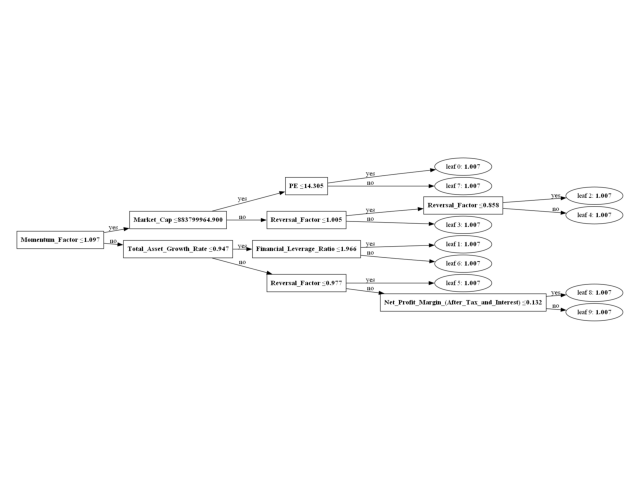 leaf 0: 1.007
yes
PE ≤14.305
no
leaf 7: 1.007
yes
yes
leaf 2: 1.007
Reversal_Factor ≤0.858
no
leaf 4: 1.007
Market_Cap ≤883799964.900
no
Reversal_Factor ≤1.005
yes
no
leaf 3: 1.007
yes
Momentum_Factor ≤1.097
no
Total_Asset_Growth_Rate ≤0.947
yes
Financial_Leverage_Ratio ≤1.966
yes
leaf 1: 1.007
no
leaf 6: 1.007
no
Reversal_Factor ≤0.977
yes
leaf 5: 1.007
no
Net_Profit_Margin_(After_Tax_and_Interest) ≤0.132
yes
leaf 8: 1.007
no
leaf 9: 1.007